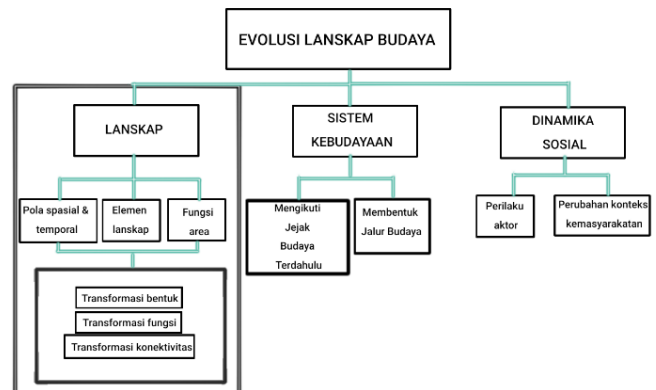 EVOLUSI LANSKAP BUDAYA
LANSKAP
SISTEM
KEBUDAYAAN
DINAMIKA
SOSIAL
Pola spasial &
temporal
Elemen
lanskap
Fungsi
area
Mengikuti
Jejak
Budaya
Terdahulu
Membentuk
Jalur Budaya
Perilaku
aktor
Perubahan konteks
kemasyarakatan
Transformasi bentuk
Transformasi fungsi
Transformasi konektivitas